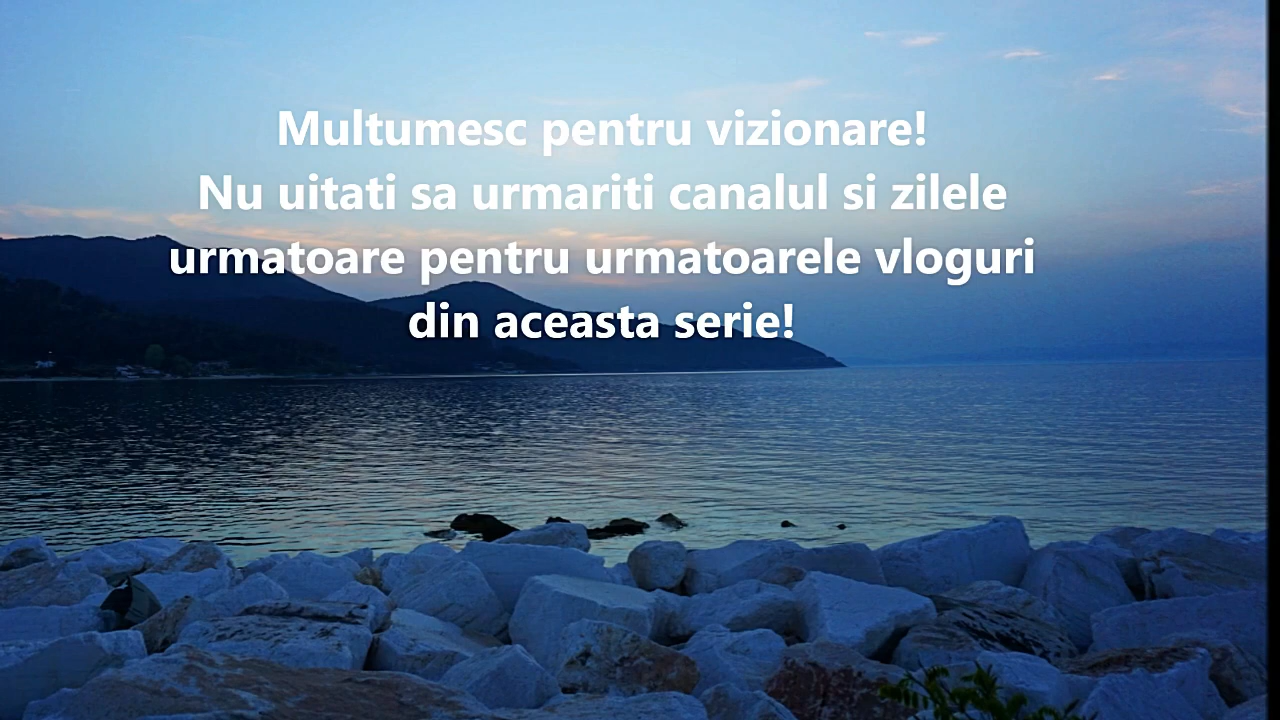 Multumesc pentru vizionare!
Nu uitati sa urmariti canalul si zilele
urmatoare pentru urmatoarele vloguri
din aceasta serie!